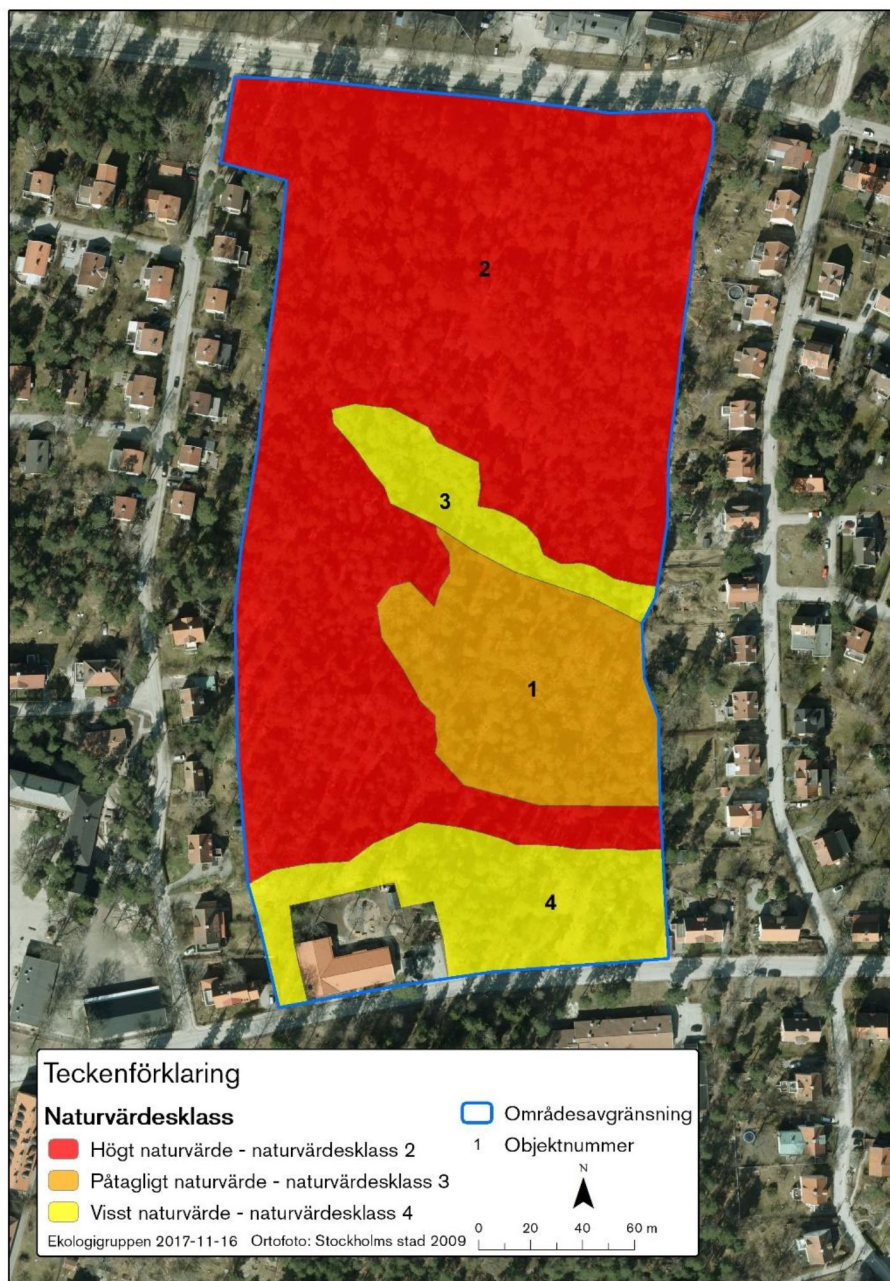 2
3
1
4
Teckenförklaring
Naturvärdesklass
Högt naturvärde - naturvärdesklass 2
Påtagligt naturvärde - naturvärdesklass 3
Visst naturvärde - naturvärdesklass 4
Områdesavgränsning
1 Objektnummer
N
0 20 40 60 m
Ekologigruppen 2017-11-16 Ortofoto: Stockholms stad 2009